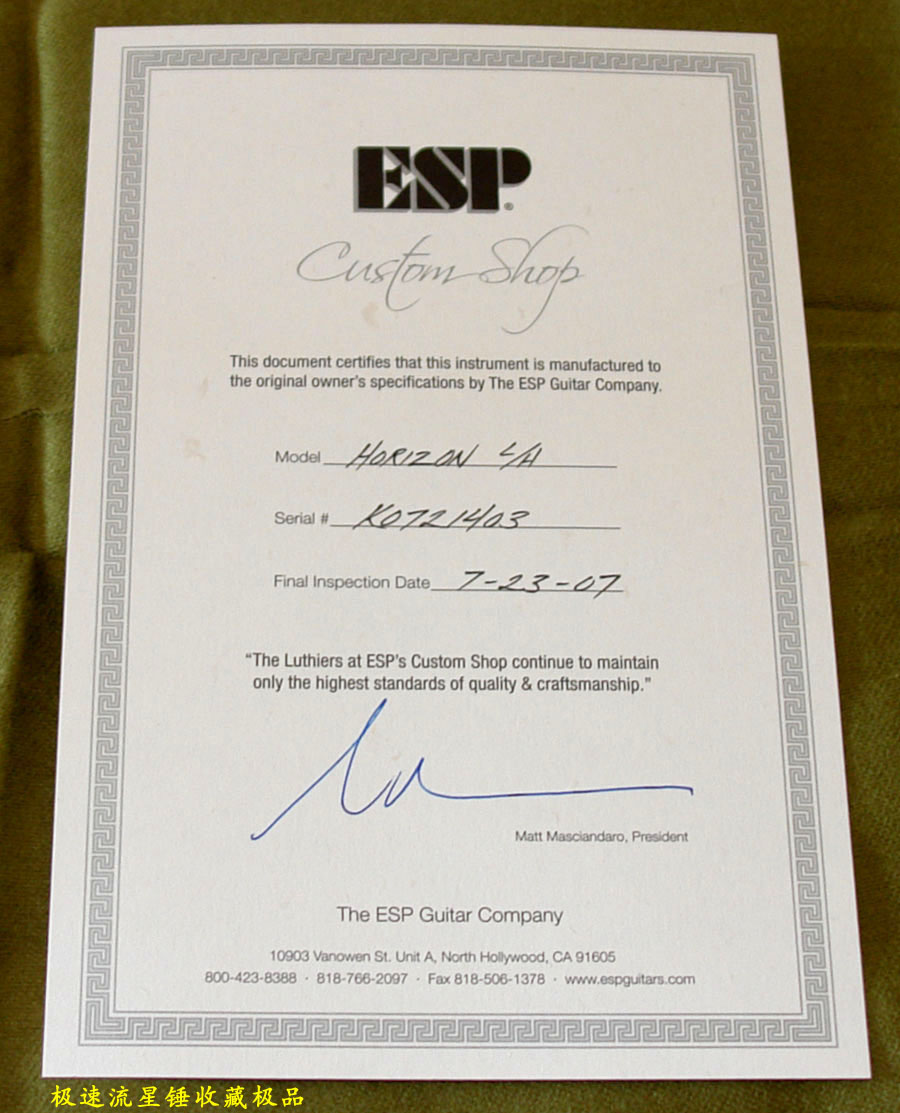 ESP®
Custom Shop
This document certifies that this instrument is manufactured to
the original owner's specifications by The ESP Guitar Company.
Model HORIZON L/H
Serial # K0721403
Final Inspection Date 7-23-07
"The Luthiers at ESP's Custom Shop continue to maintain
only the highest standards of quality & craftsmanship."
Matt Masciandaro, President
The ESP Guitar Company
10903 Vanowen St. Unit A, North Hollywood, CA 91605
800-423-8388 · 818-766-2097 · Fax 818-506-1378 · www.espguitars.com
极速流星锤收藏极品